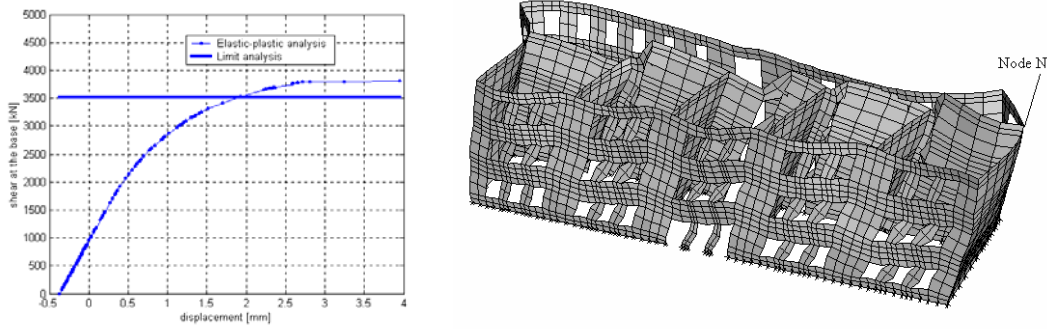 5000
4500
4000
3500
3000
2500
2000
1500
1000
500
0
shear at the base [kN]
Elastic-plastic analysis
Limit analysis
-0.5 0 0.5 1 1.5 2 2.5 3 3.5 4
displacement [mm]
Node N